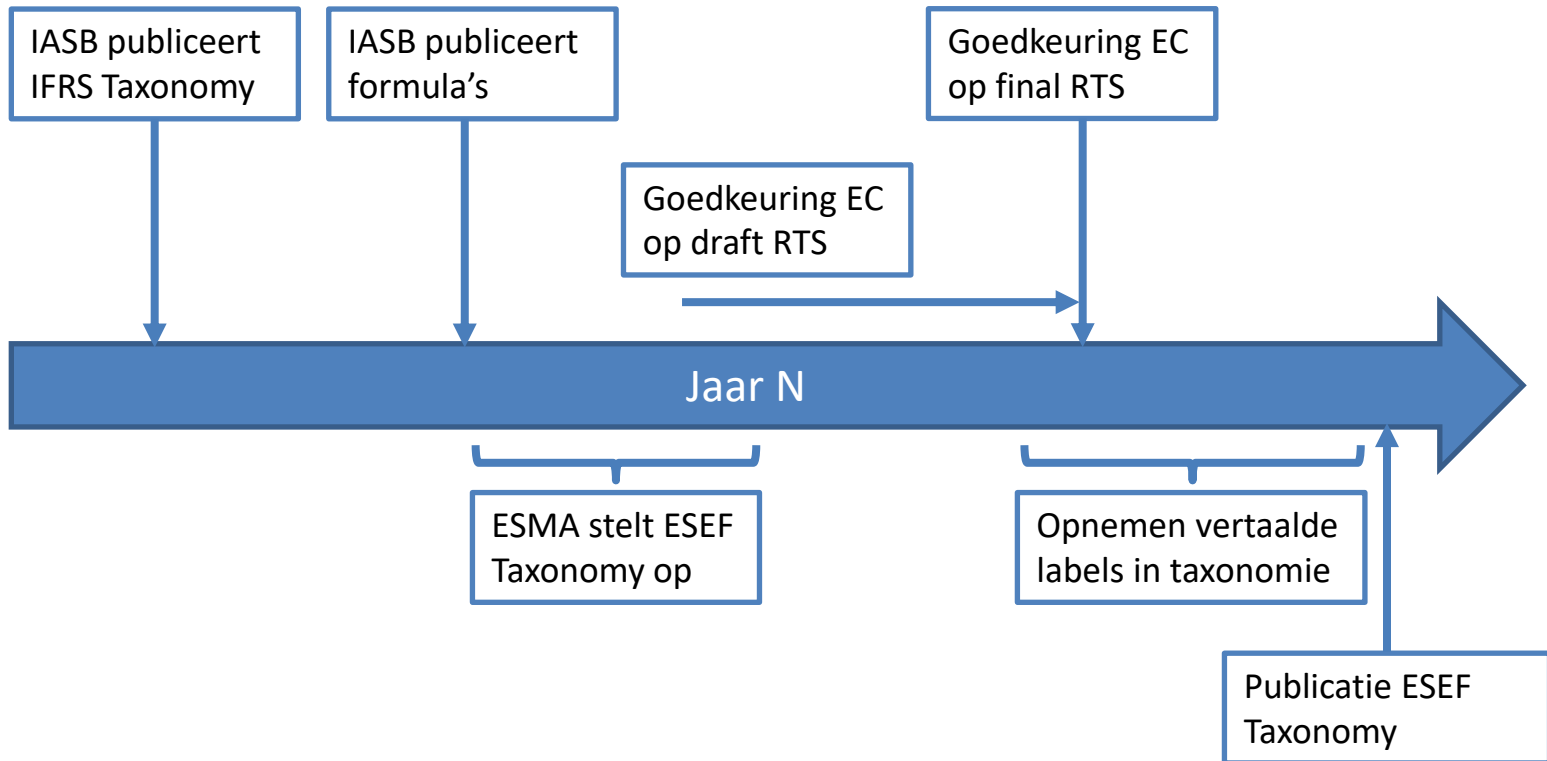 IASB publiceert
IFRS Taxonomy
IASB publiceert
formula’s
Goedkeuring EC
op final RTS
Goedkeuring EC
op draft RTS
Jaar N
ESMA stelt ESEF
Taxonomy op
Opnemen vertaalde
labels in taxonomie
Publicatie ESEF
Taxonomy